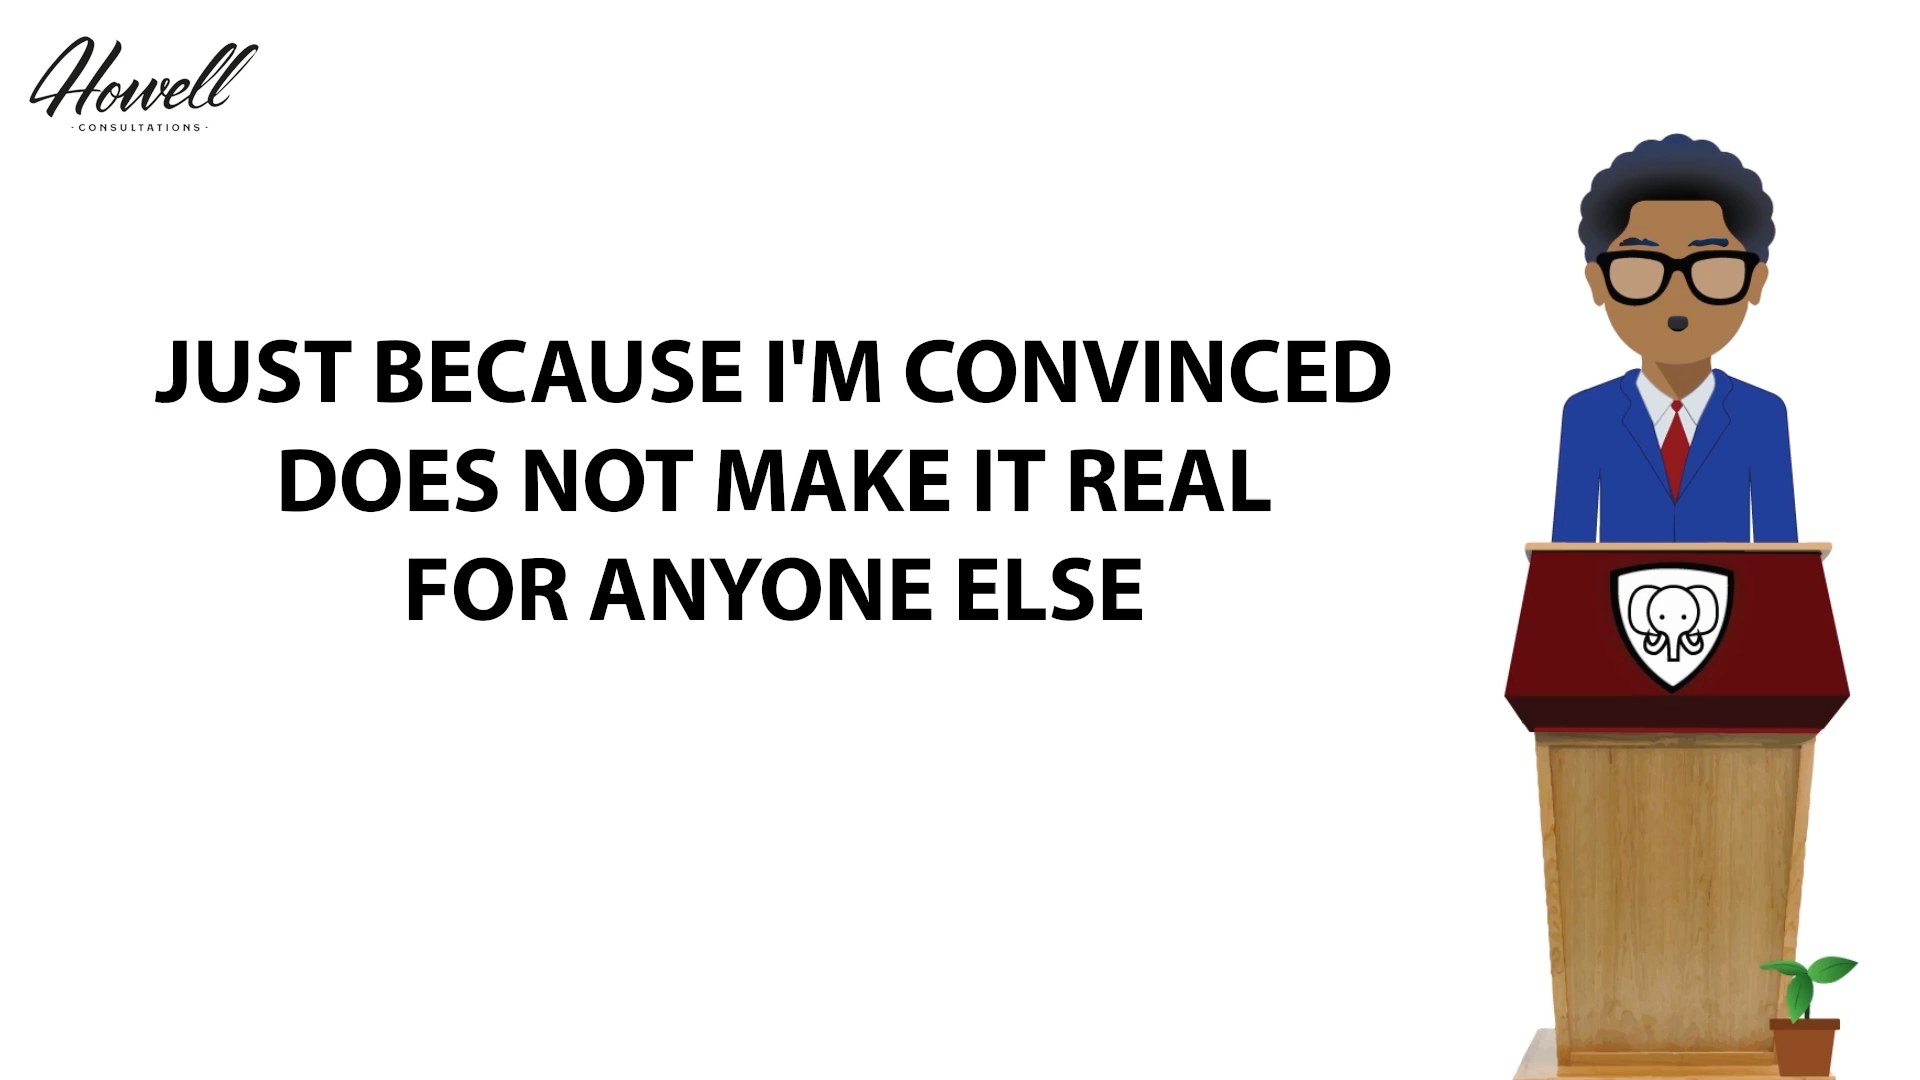 Howell
·CONSULTATIONS·
JUST BECAUSE I'M CONVINCED
DOES NOT MAKE IT REAL
FOR ANYONE ELSE